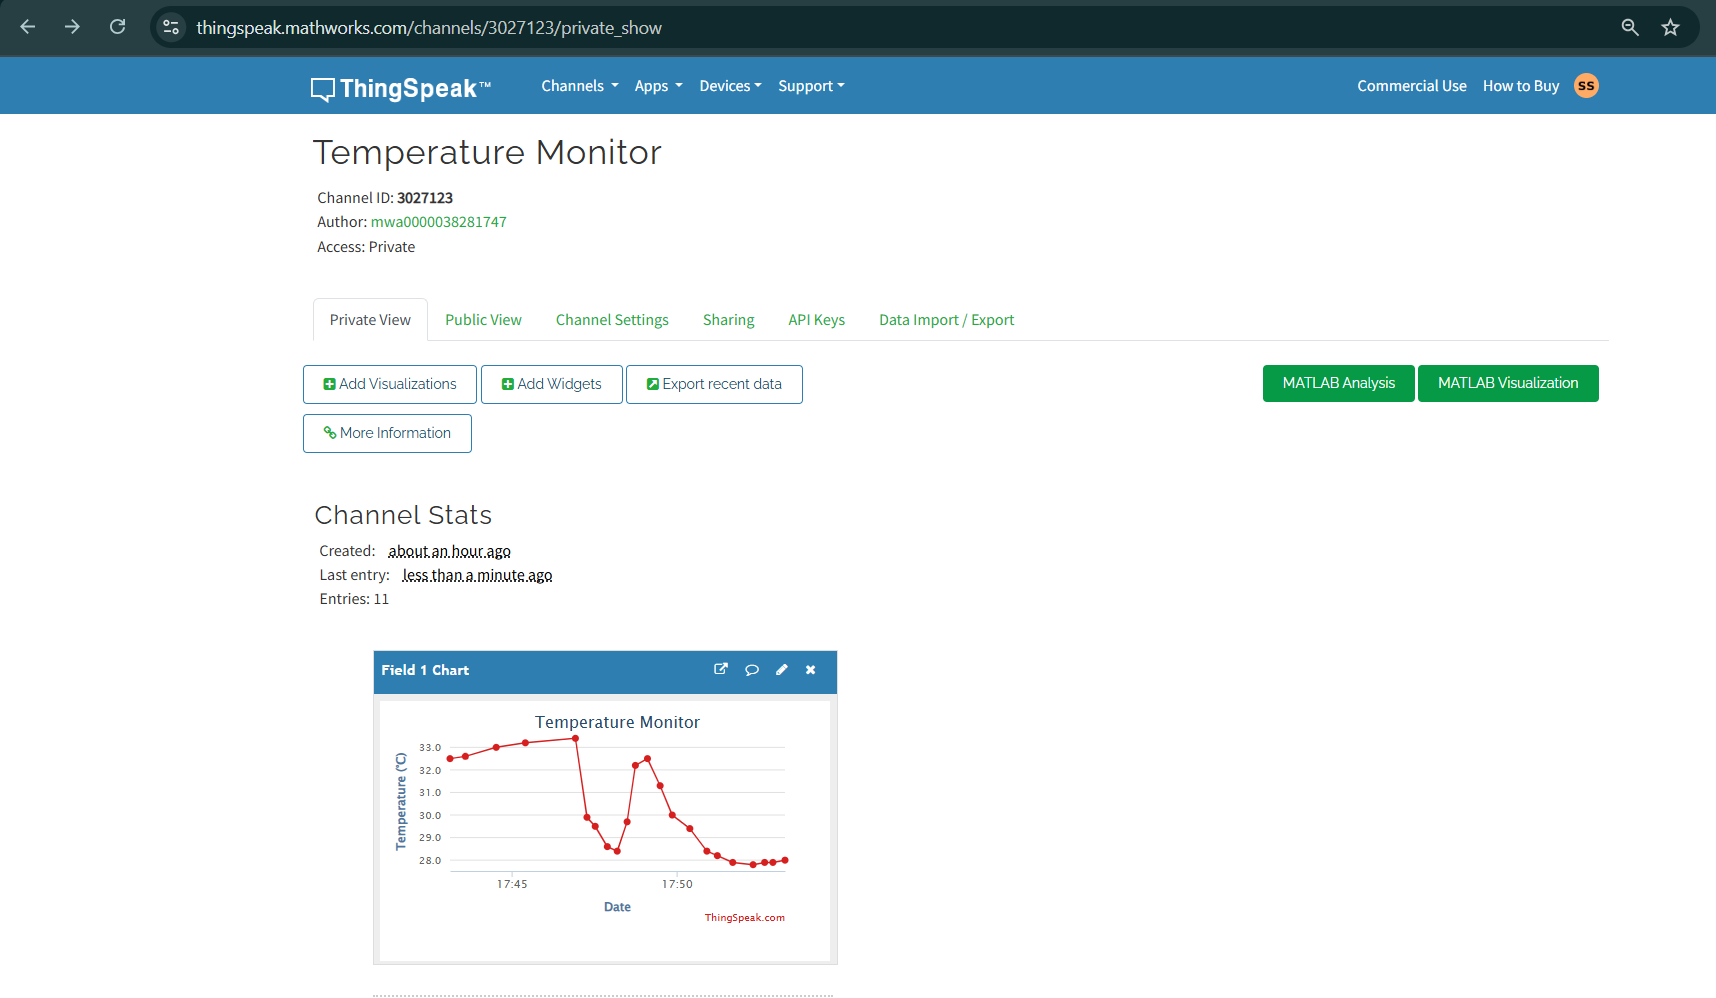 thingspeak.mathworks.com/channels/3027123/private_show
ThingSpeak™ Channels Apps Devices Support Commercial Use How to Buy SS
Temperature Monitor
Channel ID: 3027123
Author: mwa0000038281747
Access: Private
Private View Public View Channel Settings Sharing API Keys Data Import / Export
Add Visualizations Add Widgets Export recent data MATLAB Analysis MATLAB Visualization
More Information
Channel Stats
Created: about an hour ago
Last entry: less than a minute ago
Entries: 11
Field 1 Chart
Temperature Monitor
Temperature (°C)
33.0
32.0
31.0
30.0
29.0
28.0
17:45 17:50
Date
ThingSpeak.com